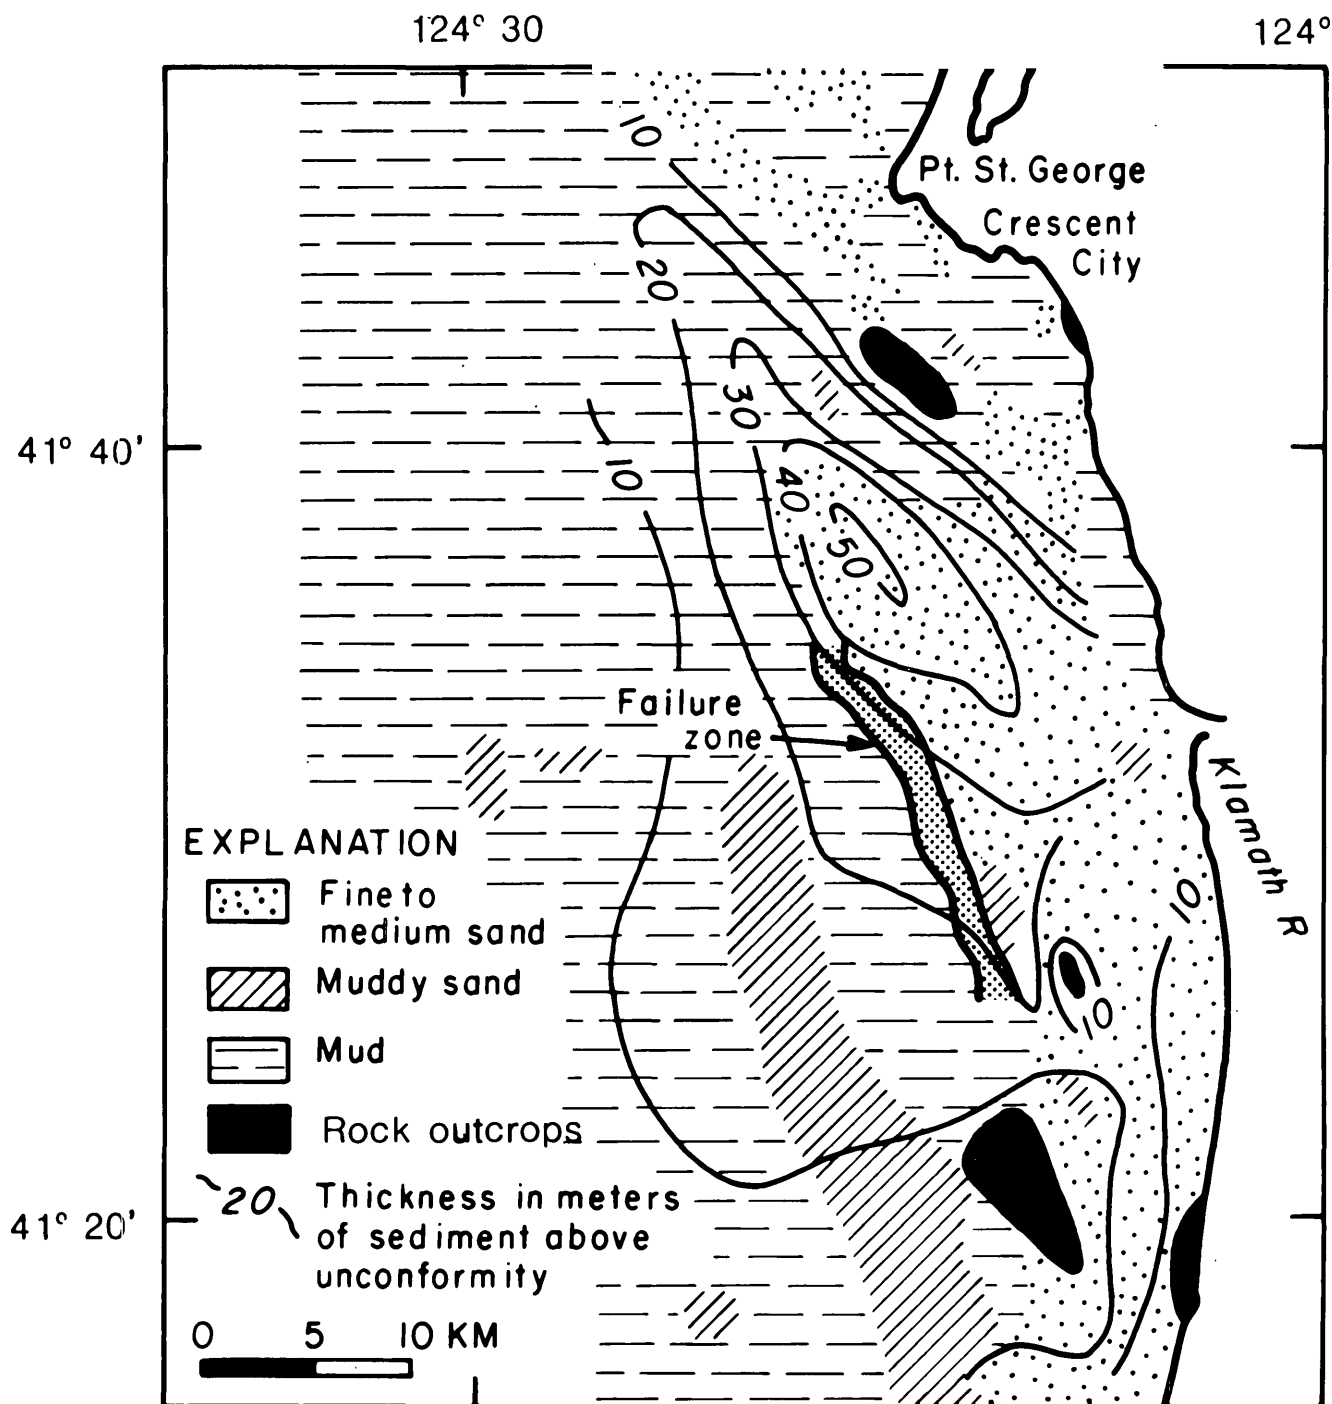 124° 30
124°
10
Pt. St. George
Crescent
City
20
30
41° 40'
10
40
50
Failure
zone
Klamath R
EXPLANATION
10
Fine to
medium sand
Muddy sand
10
Mud
Rock outcrops
20
Thickness in meters
of sediment above
unconformity
41° 20'
0 5 10 KM